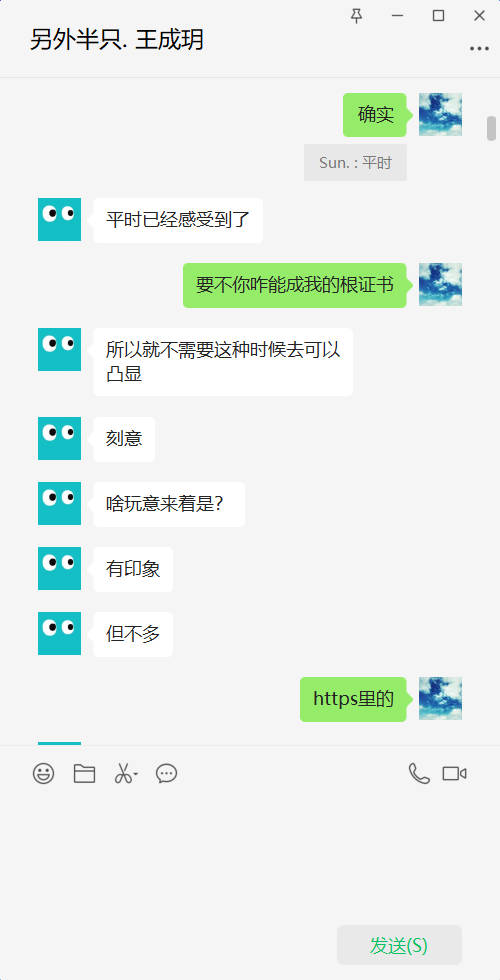 另外半只. 王成玥
确实
Sun. : 平时
平时已经感受到了
要不你咋能成我的根证书
所以就不需要这种时候去可以
凸显
刻意
啥玩意来着是？
有印象
但不多
https里的
发送(S)